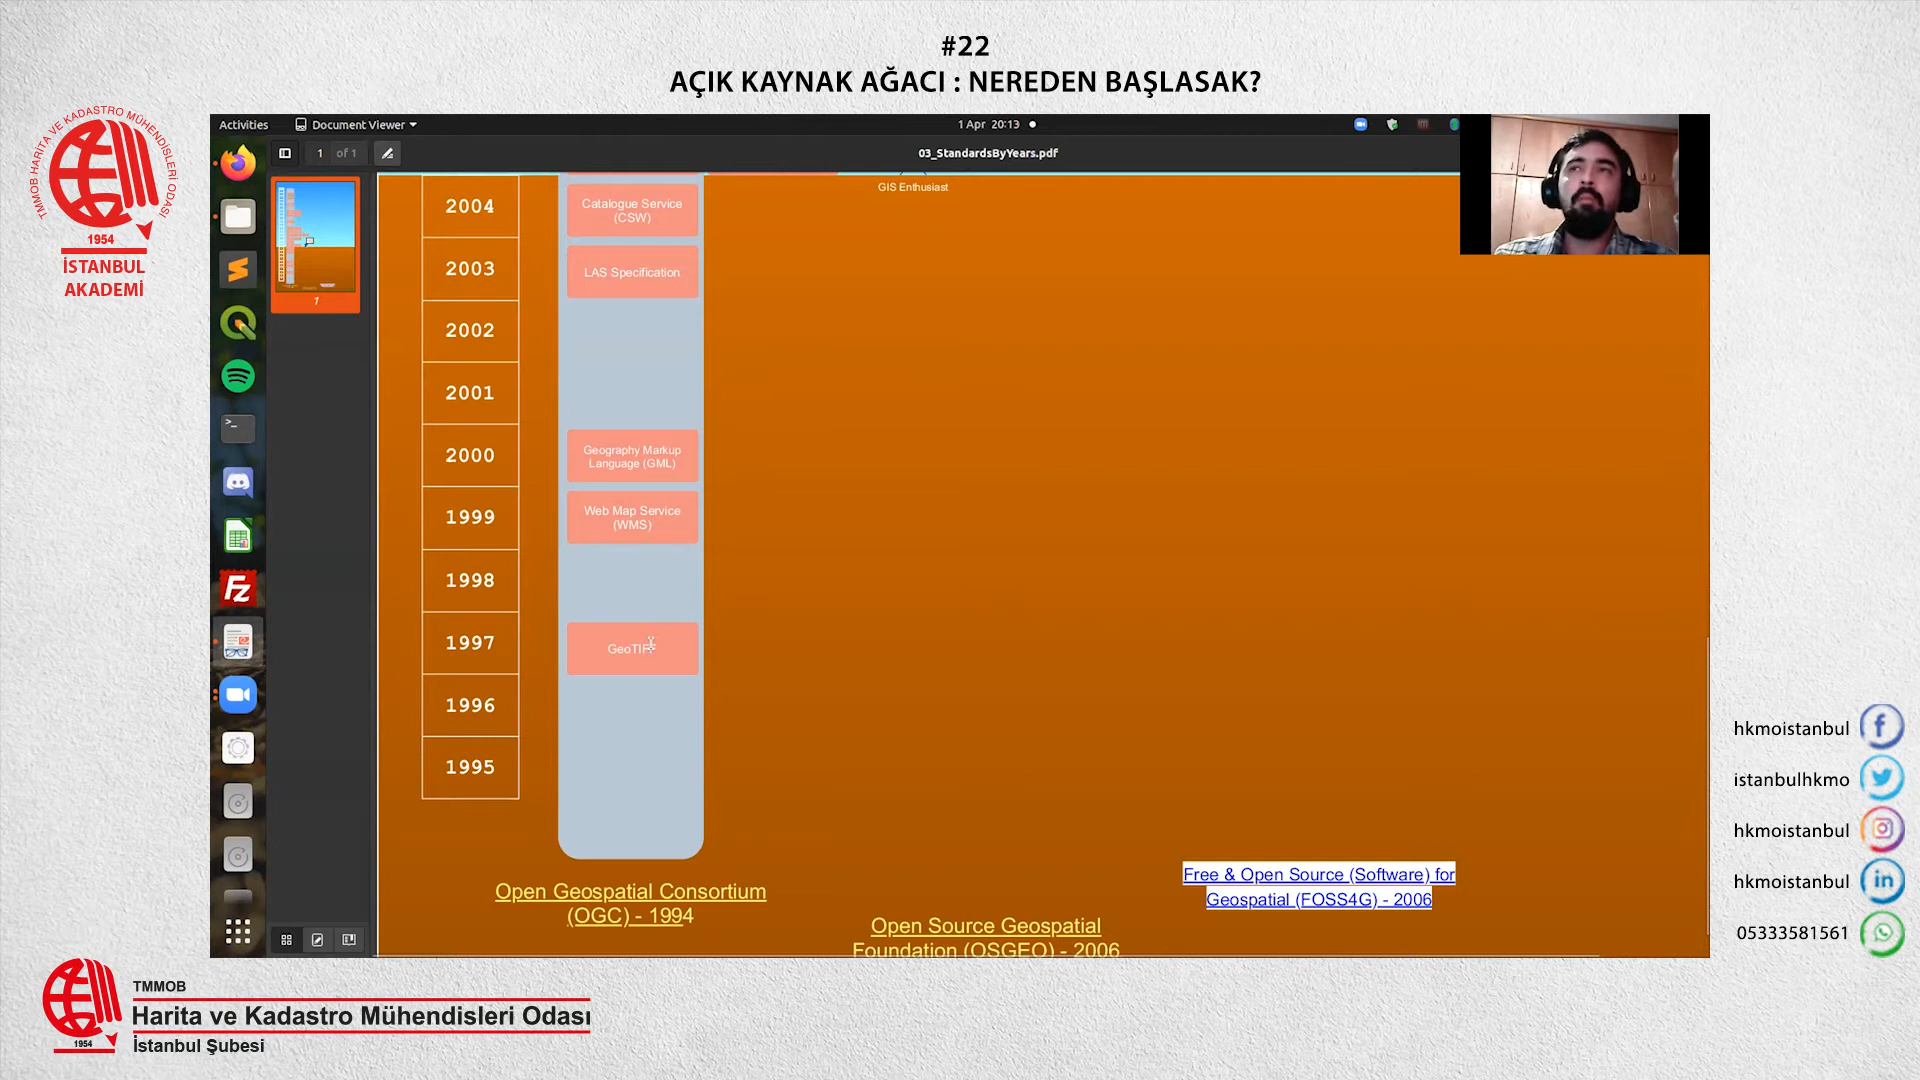 #22
AÇIK KAYNAK AĞACI : NEREDEN BAŞLASAK?
TMMOB HARİTA VE KADASTRO MÜHENDİSLERİ ODASI
1954
İSTANBUL
AKADEMİ
Activities
Document Viewer
1 Apr 20:13
1 of 1
03_StandardsByYears.pdf
1
GIS Enthusiast
2004
Catalogue Service
(CSW)
2003
LAS Specification
2002
2001
2000
Geography Markup
Language (GML)
1999
Web Map Service
(WMS)
1998
1997
GeoTIFF
1996
1995
Open Geospatial Consortium
(OGC) - 1994
Open Source Geospatial
Foundation (OSGEO) - 2006
Free & Open Source (Software) for
Geospatial (FOSS4G) - 2006
hkmoistanbul
istanbulhkmo
hkmoistanbul
hkmoistanbul
05333581561
1954
TMMOB
Harita ve Kadastro Mühendisleri Odası
İstanbul Şubesi